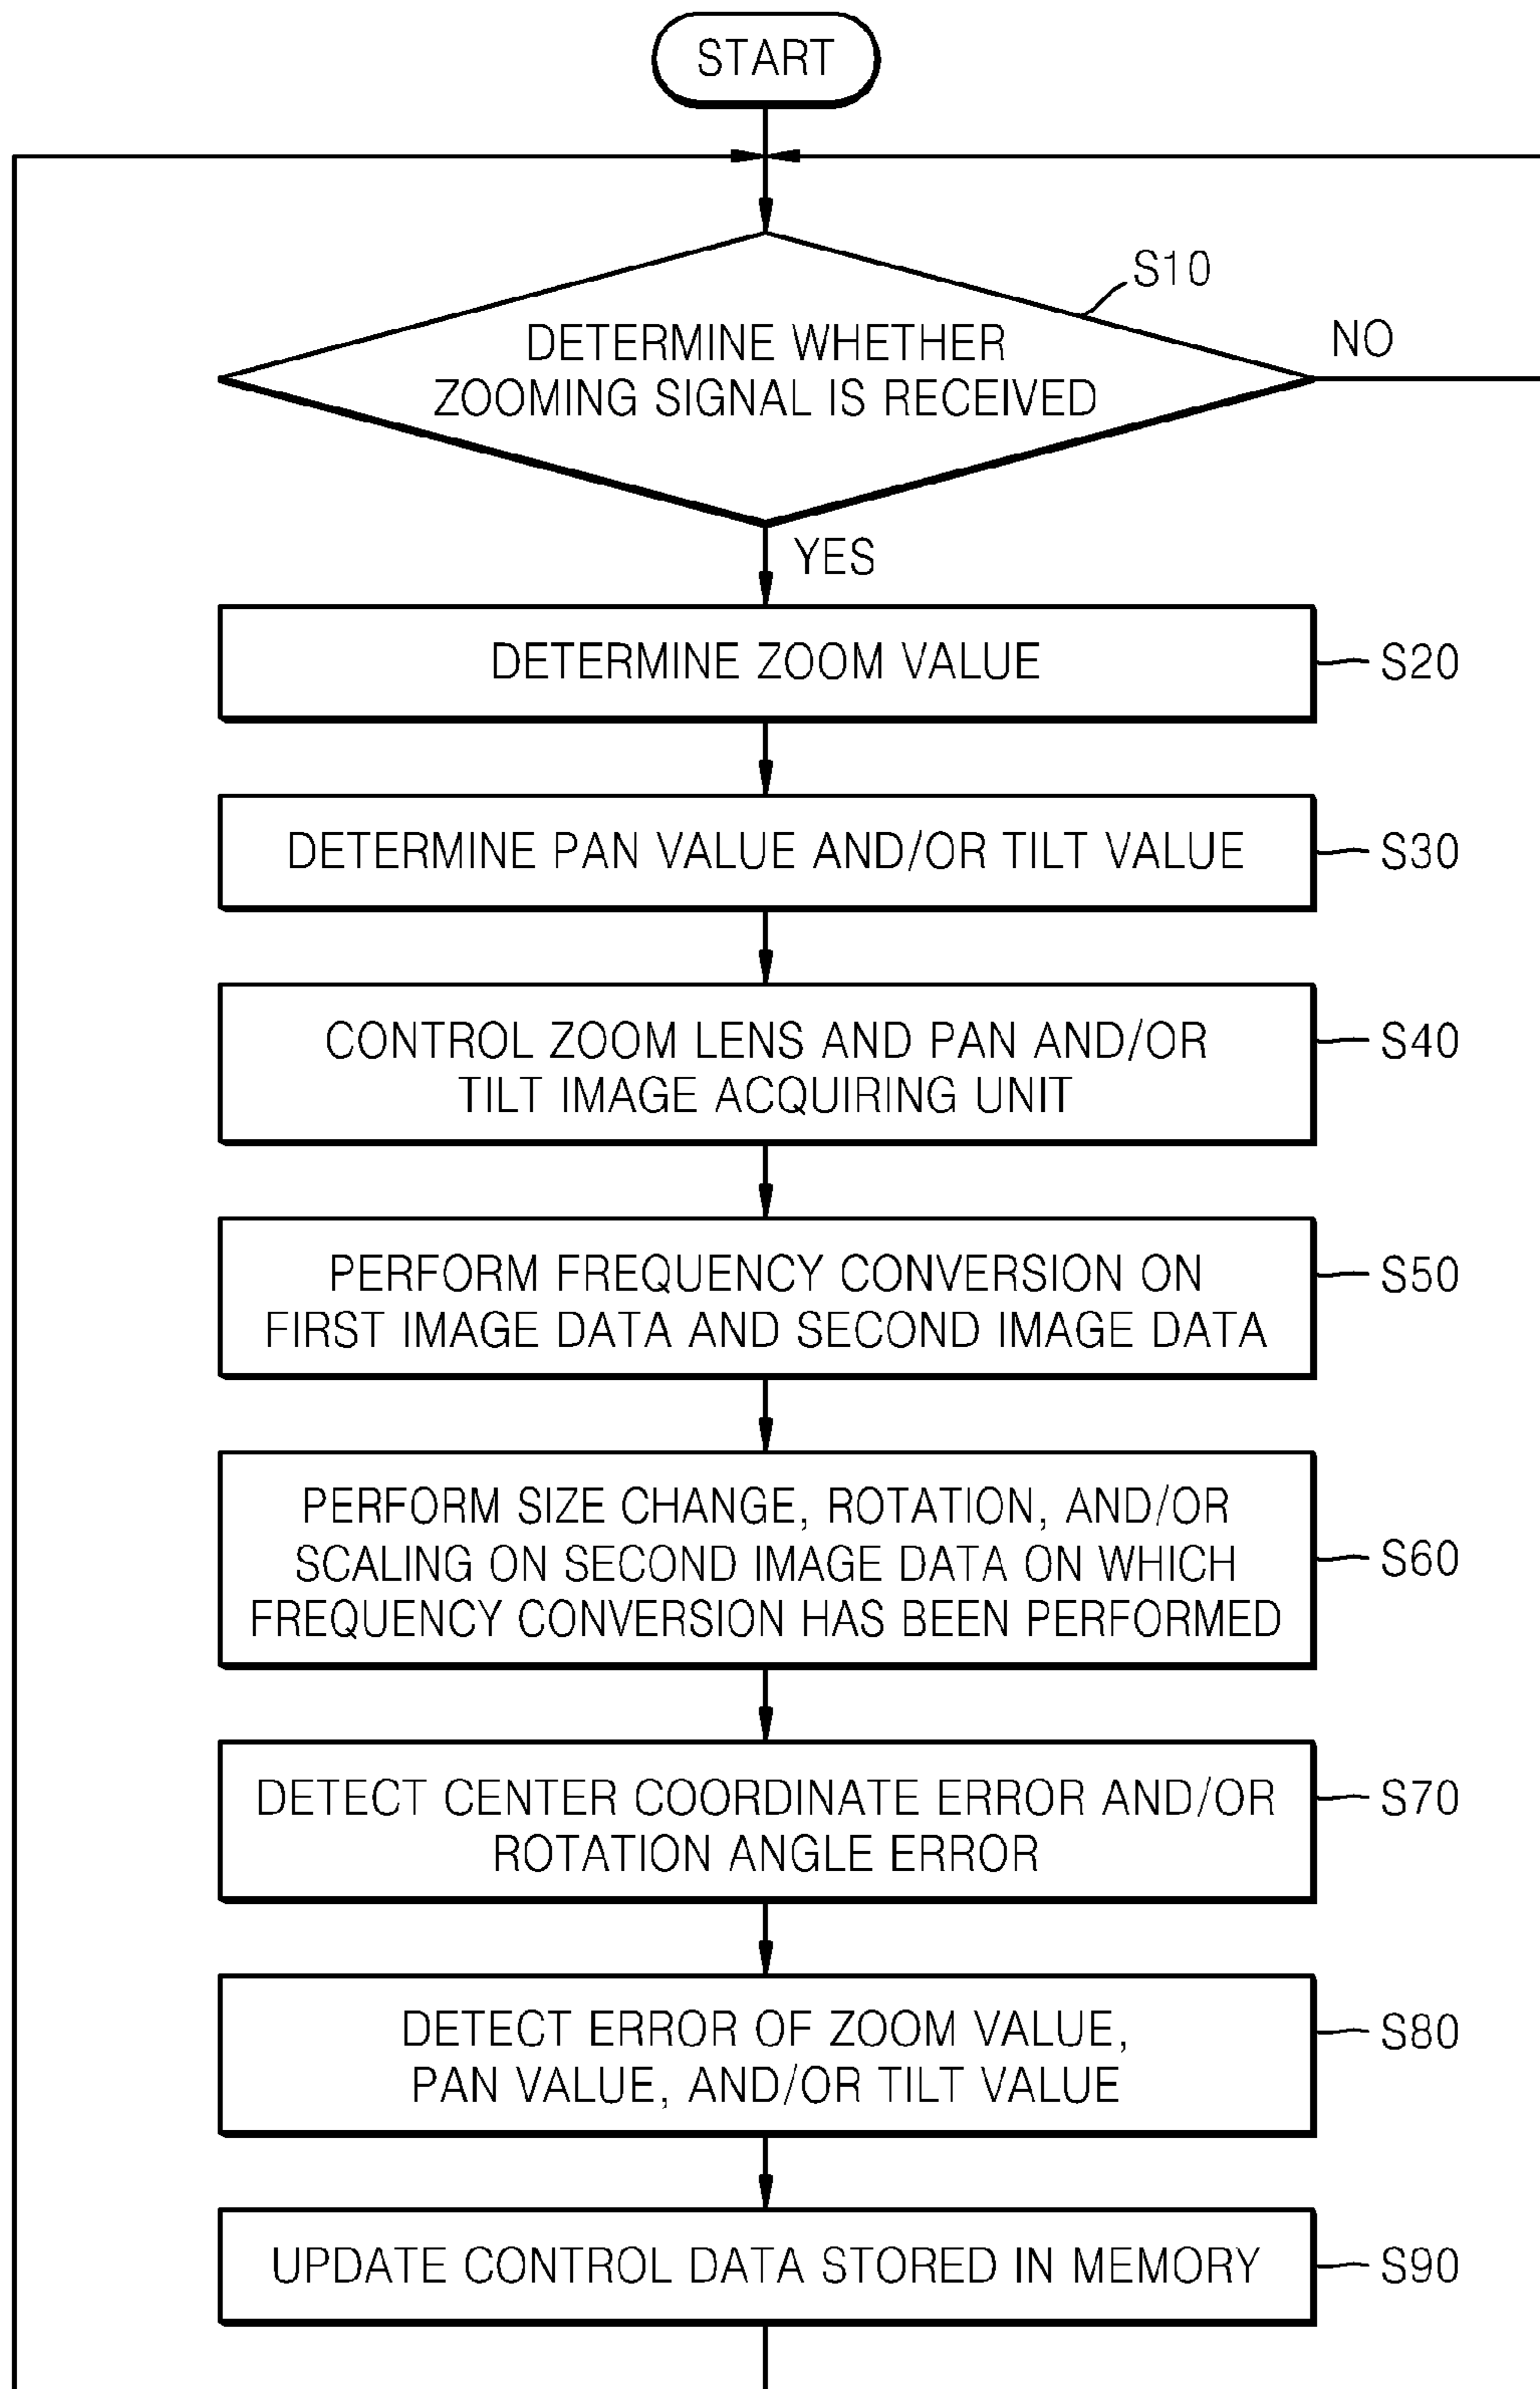 START
S10
DETERMINE WHETHER
ZOOMING SIGNAL IS RECEIVED
NO
YES
DETERMINE ZOOM VALUE
S20
DETERMINE PAN VALUE AND/OR TILT VALUE
S30
CONTROL ZOOM LENS AND PAN AND/OR
TILT IMAGE ACQUIRING UNIT
S40
PERFORM FREQUENCY CONVERSION ON
FIRST IMAGE DATA AND SECOND IMAGE DATA
S50
PERFORM SIZE CHANGE, ROTATION, AND/OR
SCALING ON SECOND IMAGE DATA ON WHICH
FREQUENCY CONVERSION HAS BEEN PERFORMED
S60
DETECT CENTER COORDINATE ERROR AND/OR
ROTATION ANGLE ERROR
S70
DETECT ERROR OF ZOOM VALUE,
PAN VALUE, AND/OR TILT VALUE
S80
UPDATE CONTROL DATA STORED IN MEMORY
S90